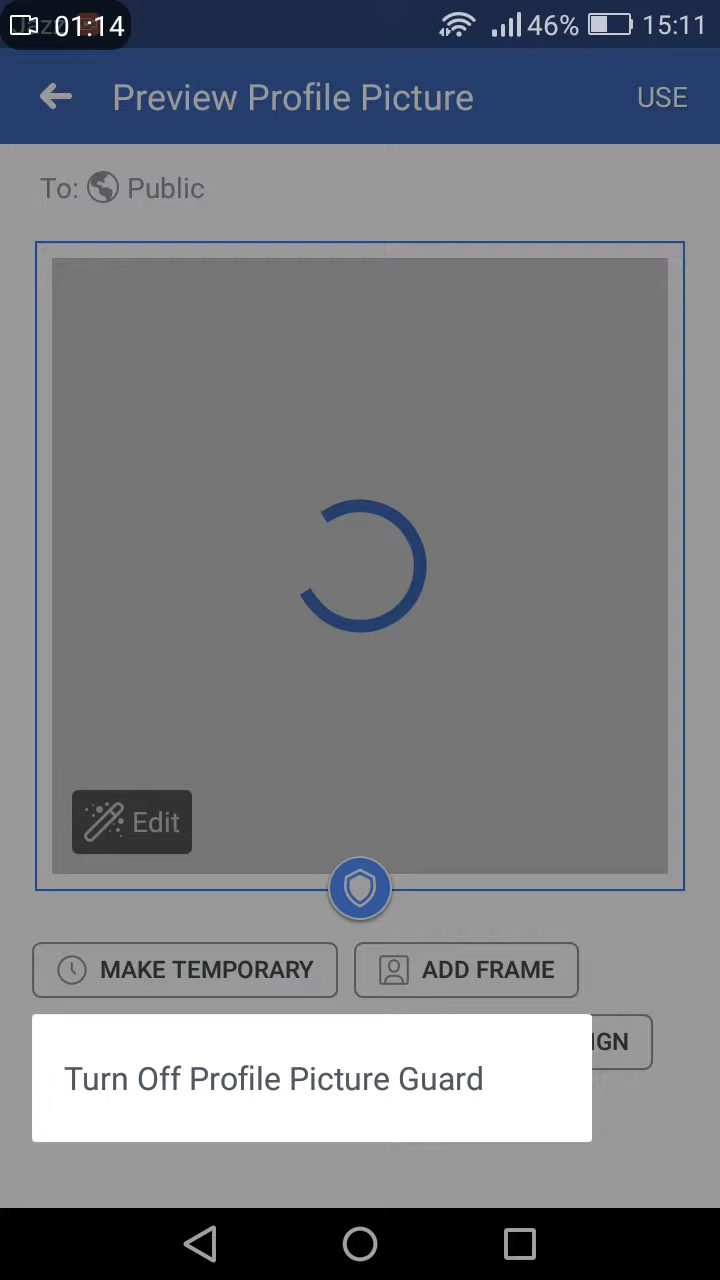 01:14 46% 15:11
Preview Profile Picture USE
To: Public
Edit
MAKE TEMPORARY ADD FRAME
IGN
Turn Off Profile Picture Guard